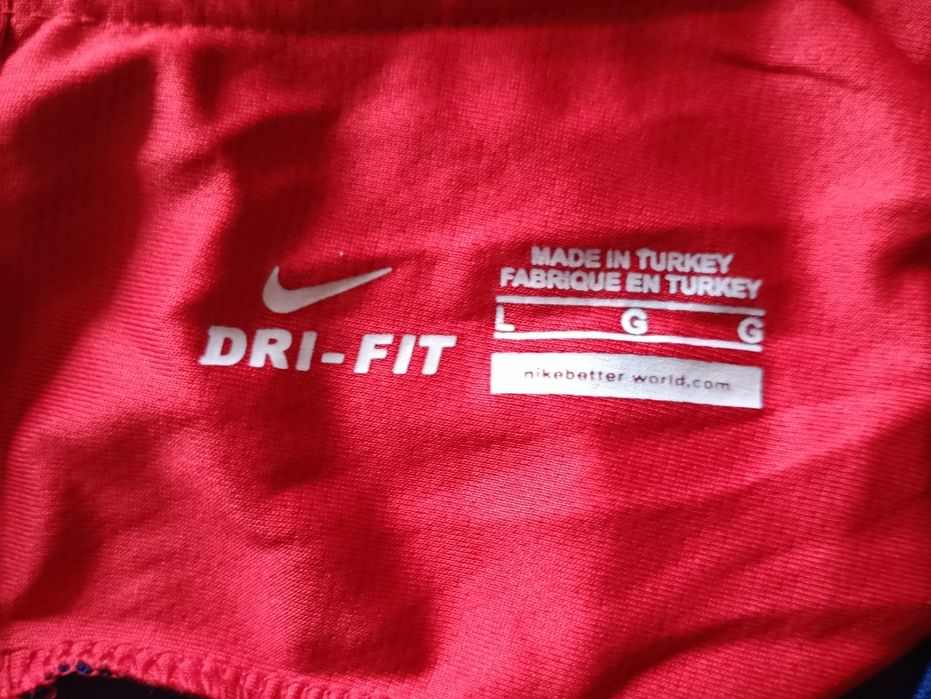 DRI-FIT
MADE IN TURKEY
FABRIQUE EN TURKEY
L G G
nikebetter world.com